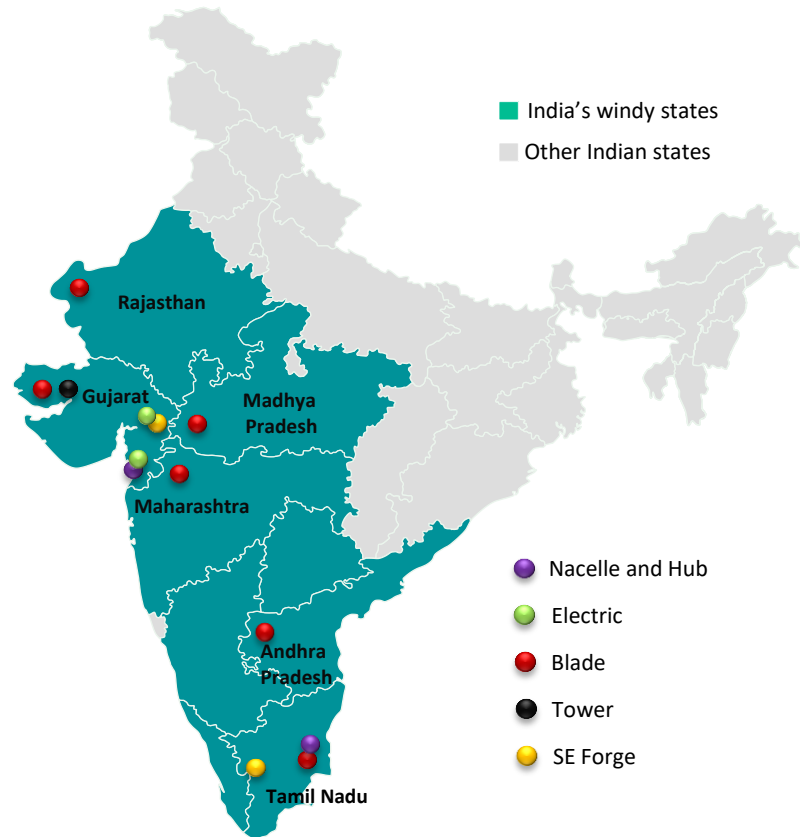 India's windy states
Other Indian states
Rajasthan
Gujarat
Madhya
Pradesh
Maharashtra
Nacelle and Hub
Electric
Blade
Andhra
Pradesh
Tower
SE Forge
Tamil Nadu